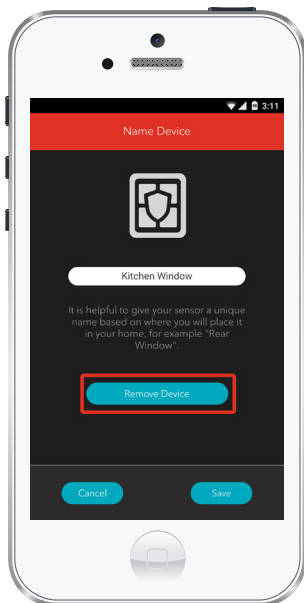 3:11
Name Device
Kitchen Window
It is helpful to give your sensor a unique
name based on where you will place it
in your home, for example "Rear
Window".
Remove Device
Cancel
Save